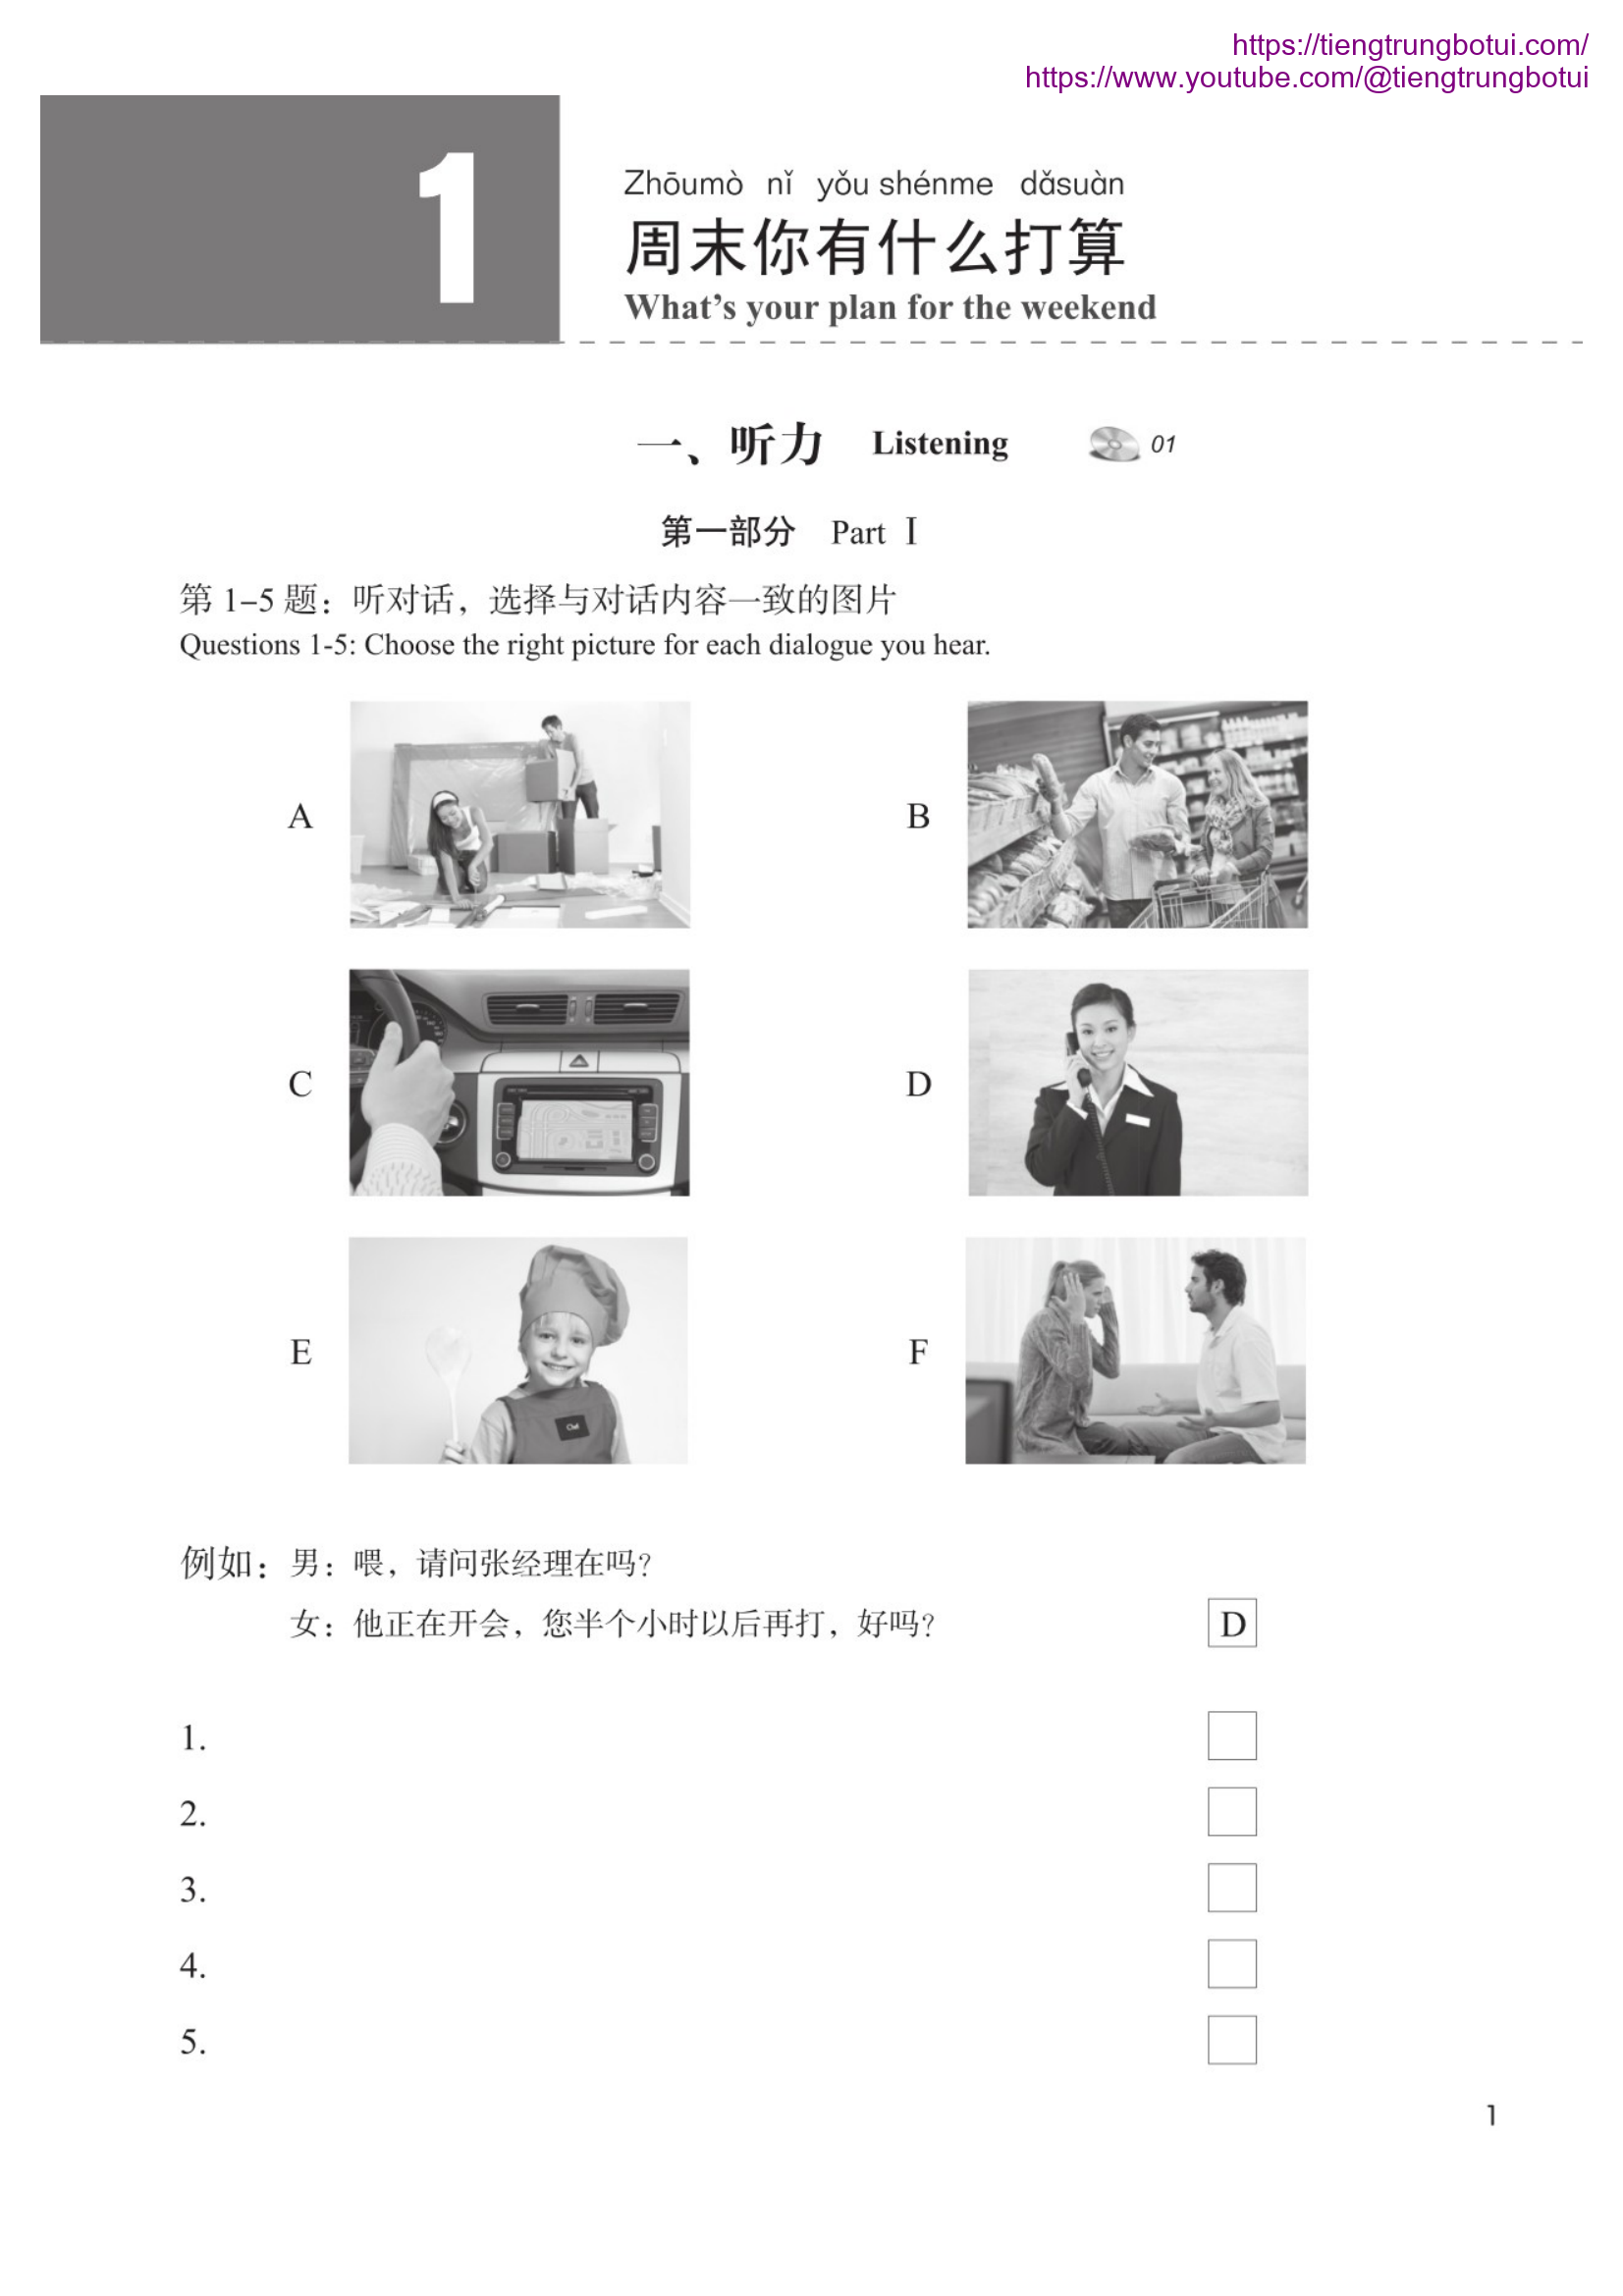 https://tiengtrungbotui.com/
https://www.youtube.com/@tiengtrungbotui
1
Zhōumò nǐ yǒu shénme dǎsuàn
周末你有什么打算
What's your plan for the weekend
一、听力 Listening 01
第一部分 Part Ⅰ
第 1–5 题：听对话，选择与对话内容一致的图片
Questions 1-5: Choose the right picture for each dialogue you hear.
A
B
C
D
E
Chef
F
例如：男：喂，请问张经理在吗？
女：他正在开会，您半个小时以后再打，好吗？ D
1.
2.
3.
4.
5.
1